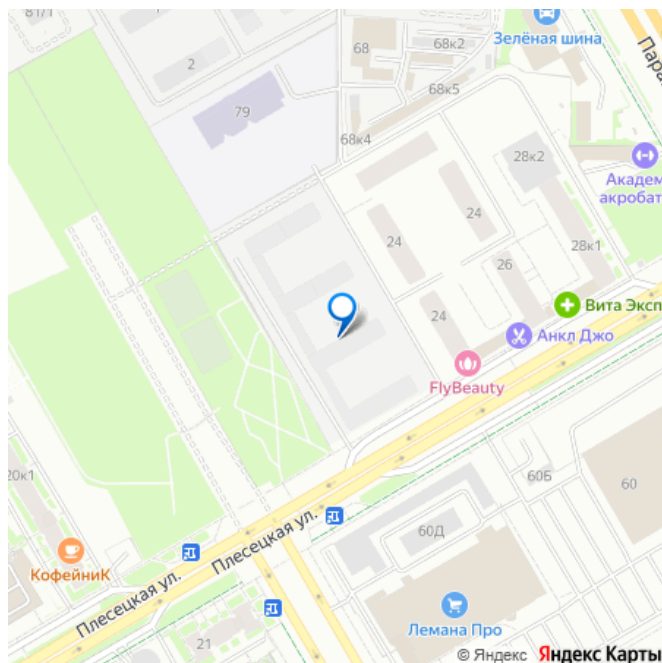 81/1
2
68
68к2
Зелёная шина
68к5
79
68к4
28к2
Академ
акробат
24
24
28к1
26
24
Вита Эксп
Анкл Джо
FlyBeauty
20к1
60Б
60
60Д
Плесецкая ул.
КофейниК
Плесецкая ул.
Лемана Про
21
© Яндекс Яндекс Карты
Пара